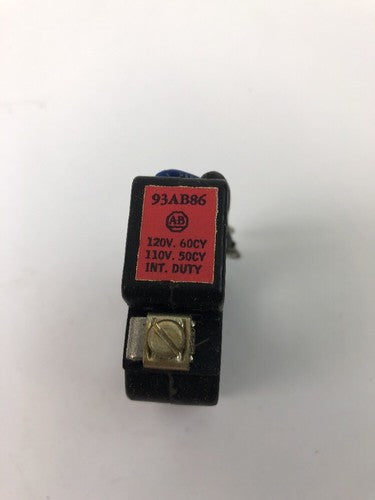 93AB86
AB
120V. 60CY
110V. 50CY
INT. DUTY